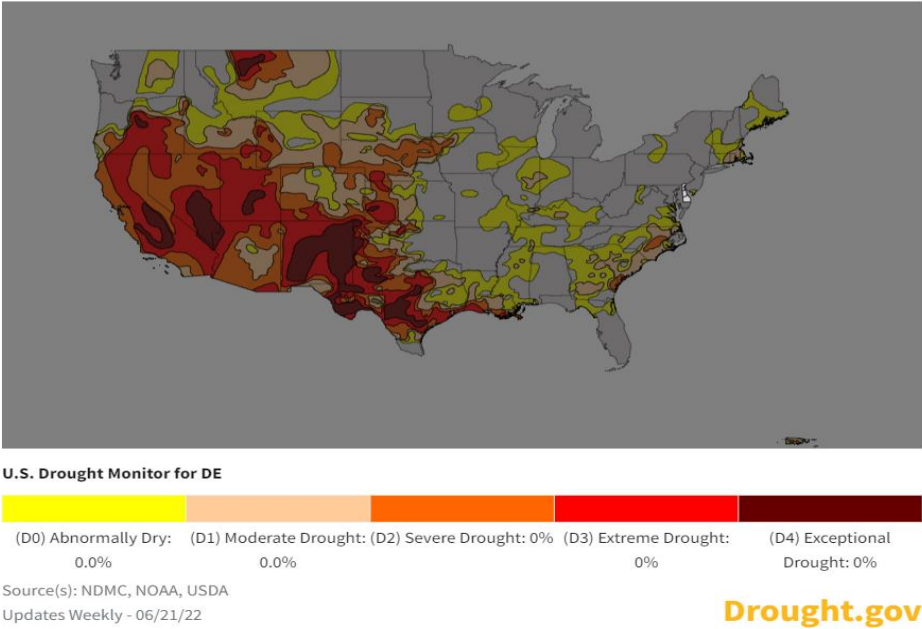 U.S. Drought Monitor for DE
(D0) Abnormally Dry: 0.0%
(D1) Moderate Drought: 0.0%
(D2) Severe Drought: 0%
(D3) Extreme Drought: 0%
(D4) Exceptional Drought: 0%
Source(s): NDMC, NOAA, USDA
Updates Weekly - 06/21/22
Drought.gov